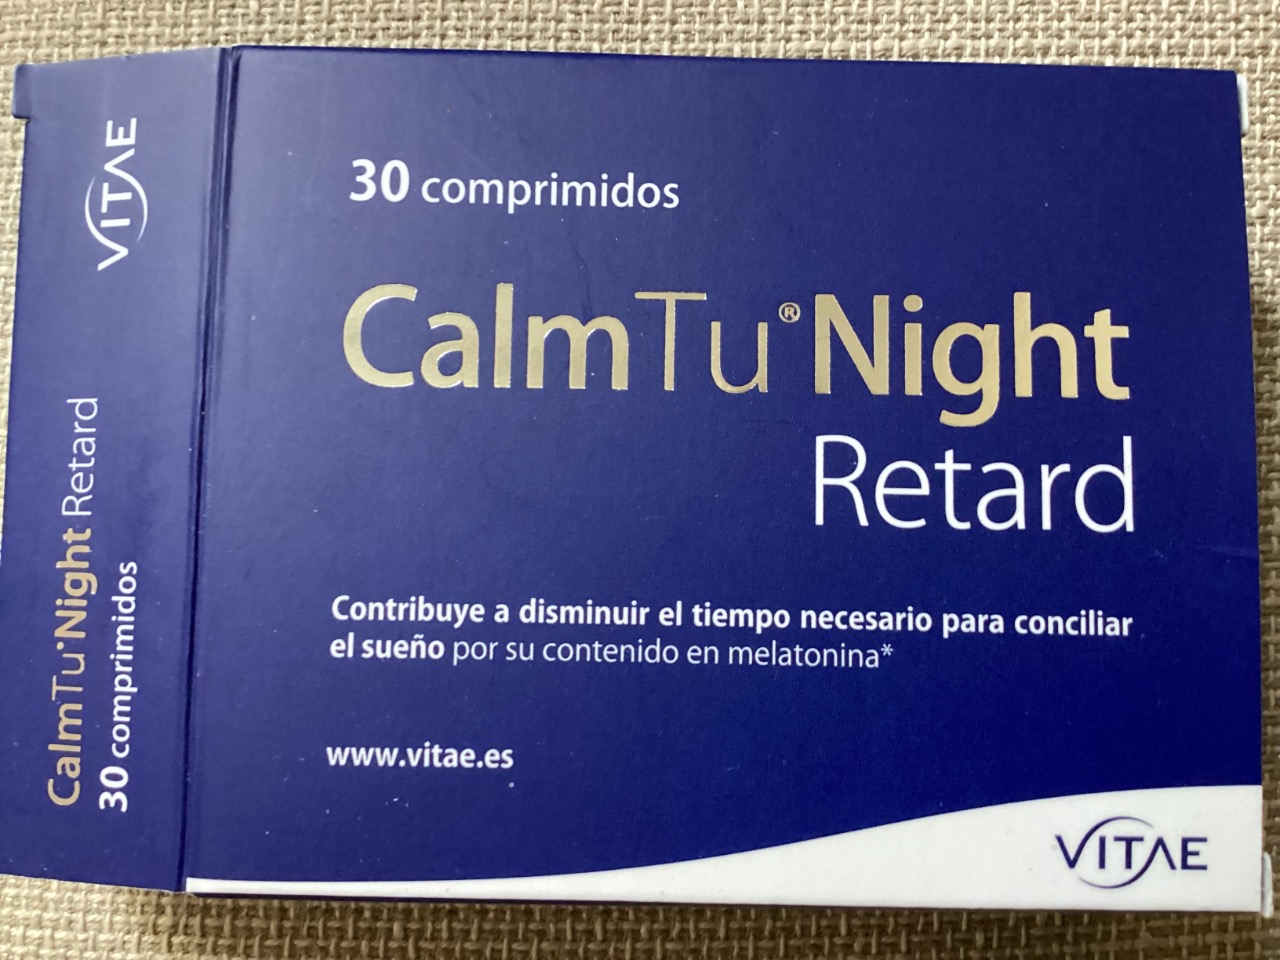 VITAE
CalmTu® Night Retard
30 comprimidos
30 comprimidos
CalmTu® Night
Retard
Contribuye a disminuir el tiempo necesario para conciliar
el sueño por su contenido en melatonina*
www.vitae.es
VITAE